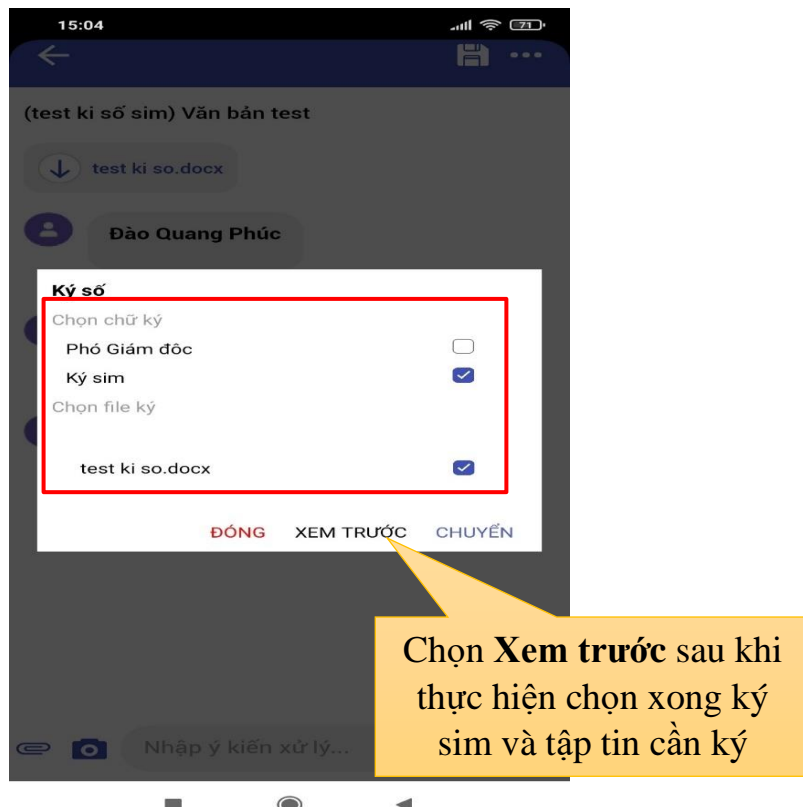 15:04
71
(test ki số sim) Văn bản test
test ki so.docx
Đào Quang Phúc
Ký số
Chọn chữ ký
Phó Giám đôc
Ký sim
Chọn file ký
test ki so.docx
ĐÓNG XEM TRƯỚC CHUYỂN
Chọn Xem trước sau khi
thực hiện chọn xong ký
sim và tập tin cần ký
Nhập ý kiến xử lý...